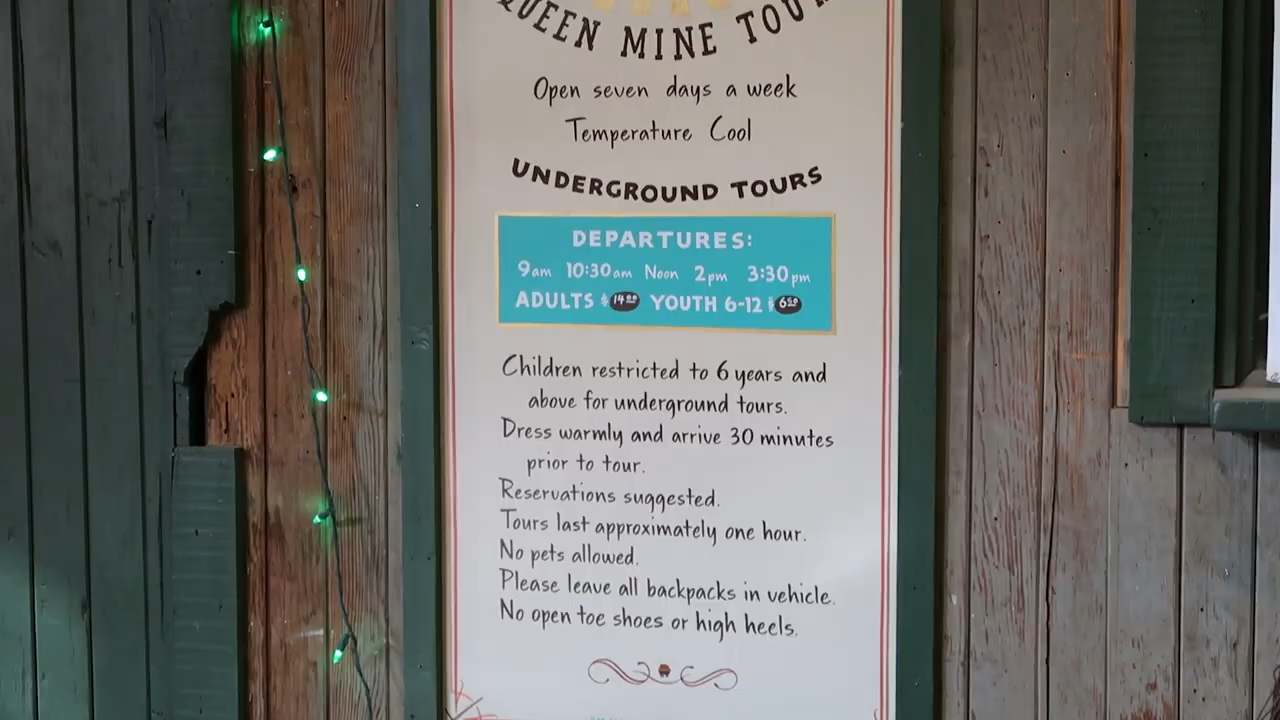 QUEEN MINE TOUR
Open seven days a week
Temperature Cool
UNDERGROUND TOURS
DEPARTURES:
9am 10:30am Noon 2pm 3:30pm
ADULTS $14.00 YOUTH 6-12 $6.50
Children restricted to 6 years and
above for underground tours.
Dress warmly and arrive 30 minutes
prior to tour.
Reservations suggested.
Tours last approximately one hour.
No pets allowed.
Please leave all backpacks in vehicle.
No open toe shoes or high heels.